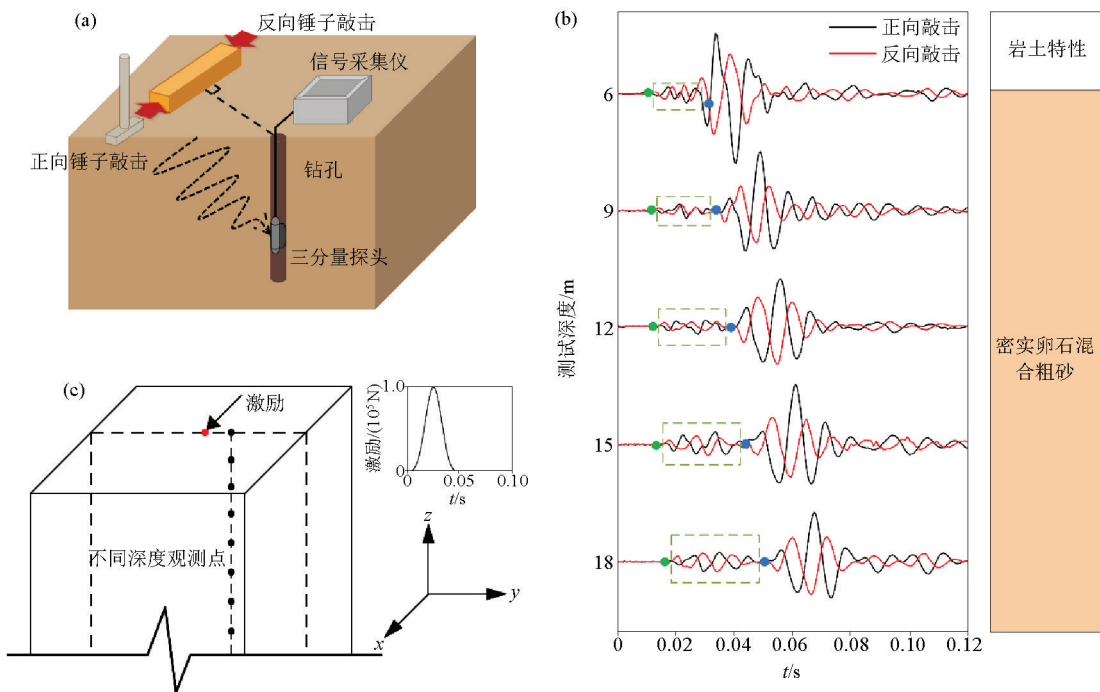 (a)
反向锤子敲击
信号采集仪
正向锤子敲击
钻孔
三分量探头
(b)
正向敲击
反向敲击
测试深度/m
6
9
12
15
18
0
0.02
0.04
0.06
0.08
0.10
0.12
t/s
岩土特性
密实卵石混
合粗砂
(c)
激励
不同深度观测点
激励/(10⁵N)
1.0
0
0
0.05
0.10
t/s
z
y
x